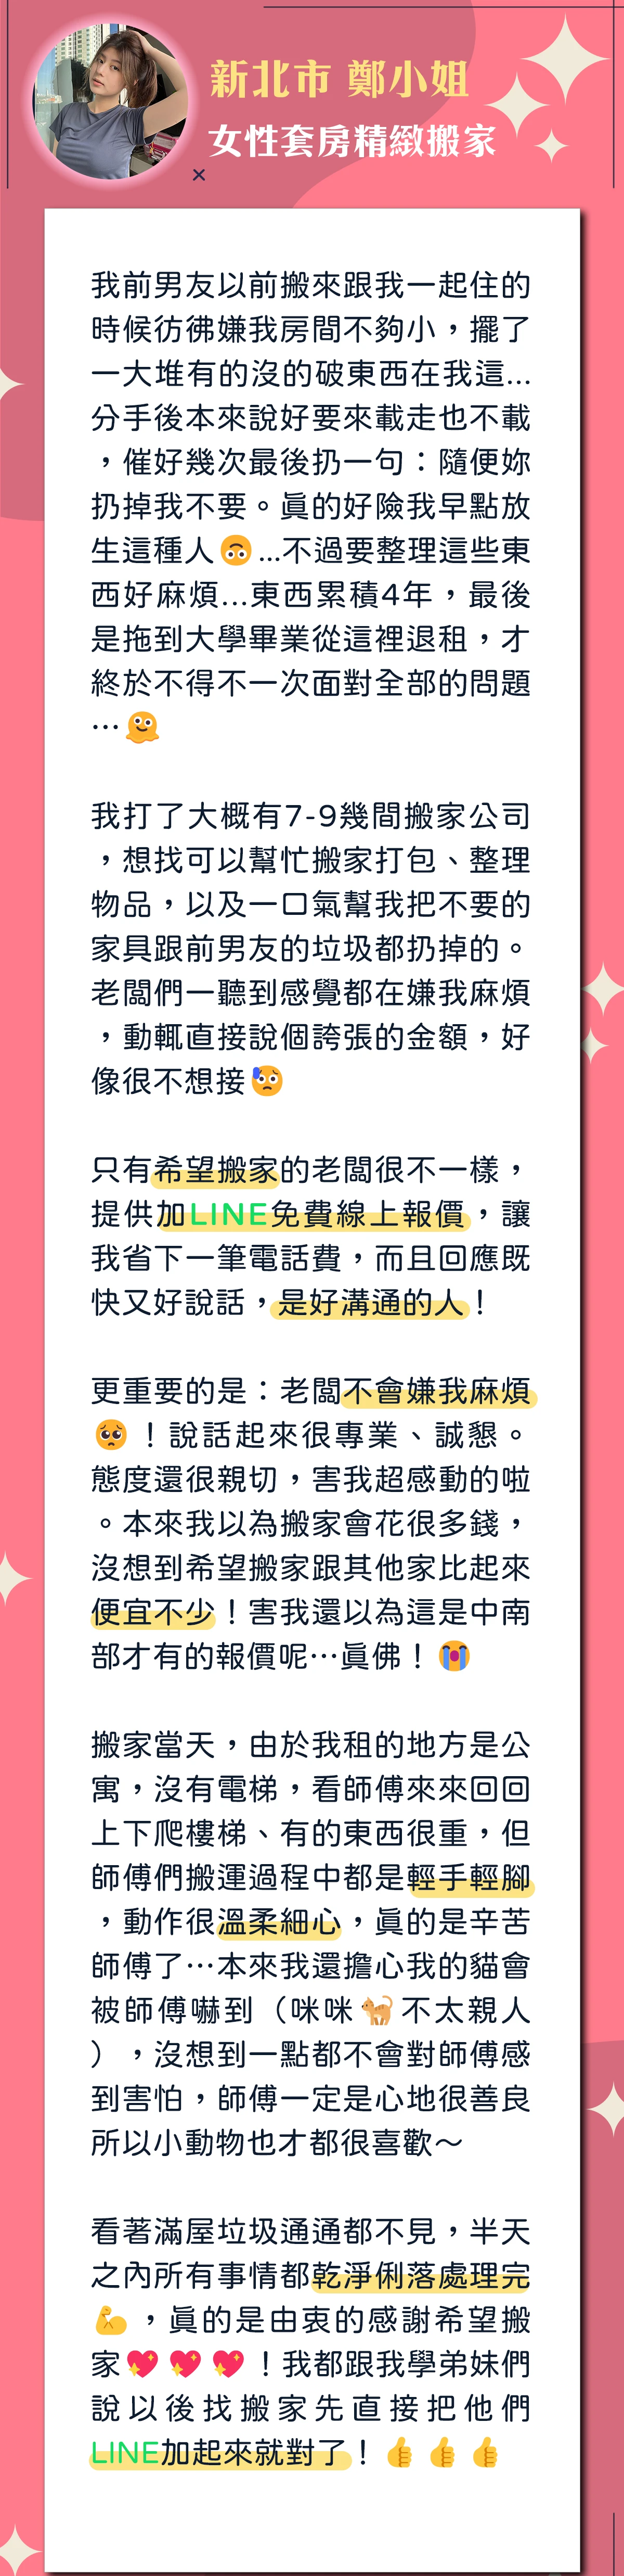 新北市 鄭小姐
女性套房精緻搬家
我前男友以前搬來跟我一起住的
時候彷彿嫌我房間不夠小，擺了
一大堆有的沒的破東西在我這...
分手後本來說好要來載走也不載
，催好幾次最後扔一句：隨便妳
扔掉我不要。真的好險我早點放
生這種人🙃...不過要整理這些東
西好麻煩...東西累積4年，最後
是拖到大學畢業從這裡退租，才
終於不得不一次面對全部的問題
…🫠
我打了大概有7-9幾間搬家公司
，想找可以幫忙搬家打包、整理
物品，以及一口氣幫我把不要的
家具跟前男友的垃圾都扔掉的。
老闆們一聽到感覺都在嫌我麻煩
，動輒直接說個誇張的金額，好
像很不想接😓
只有希望搬家的老闆很不一樣，
提供加LINE免費線上報價，讓
我省下一筆電話費，而且回應既
快又好說話，是好溝通的人！
更重要的是：老闆不會嫌我麻煩
🥺！說話起來很專業、誠懇。
態度還很親切，害我超感動的啦
。本來我以為搬家會花很多錢，
沒想到希望搬家跟其他家比起來
便宜不少！害我還以為這是中南
部才有的報價呢…真佛！😭
搬家當天，由於我租的地方是公
寓，沒有電梯，看師傅來來回回
上下爬樓梯、有的東西很重，但
師傅們搬運過程中都是輕手輕腳
，動作很溫柔細心，真的是辛苦
師傅了…本來我還擔心我的貓會
被師傅嚇到（咪咪🐈不太親人
），沒想到一點都不會對師傅感
到害怕，師傅一定是心地很善良
所以小動物也才都很喜歡～
看著滿屋垃圾通通都不見，半天
之內所有事情都乾淨俐落處理完
💪，真的是由衷的感謝希望搬
家💖💖💖！我都跟我學弟妹們
說以後找搬家先直接把他們
LINE加起來就對了！👍👍👍